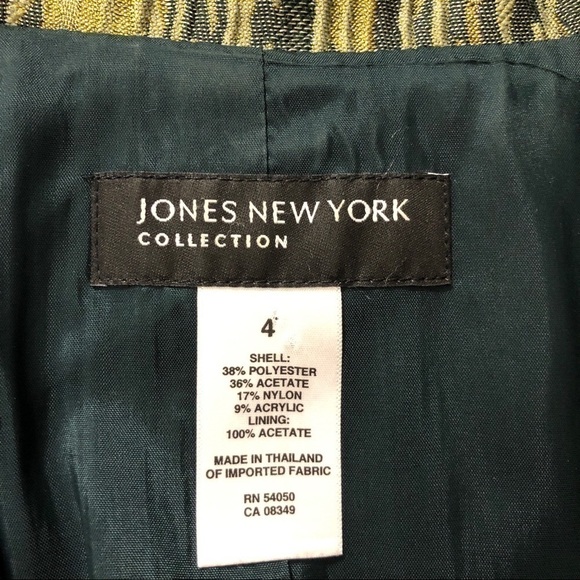 JONES NEW YORK
COLLECTION
4
SHELL:
38% POLYESTER
36% ACETATE
17% NYLON
9% ACRYLIC
LINING:
100% ACETATE
MADE IN THAILAND
OF IMPORTED FABRIC
RN 54050
CA 08349